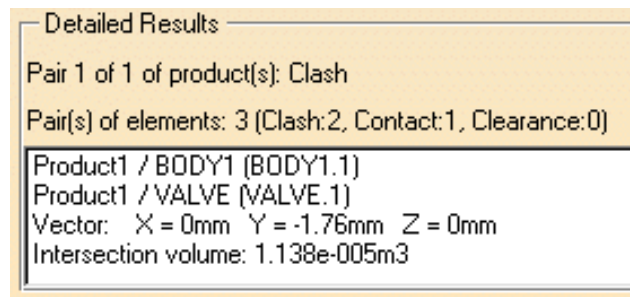 Detailed Results
Pair 1 of 1 of product(s): Clash
Pair(s) of elements: 3 (Clash:2, Contact:1, Clearance:0)
Product1 / BODY1 (BODY1.1)
Product1 / VALVE (VALVE.1)
Vector: X = 0mm Y = -1.76mm Z = 0mm
Intersection volume: 1.138e-005m3